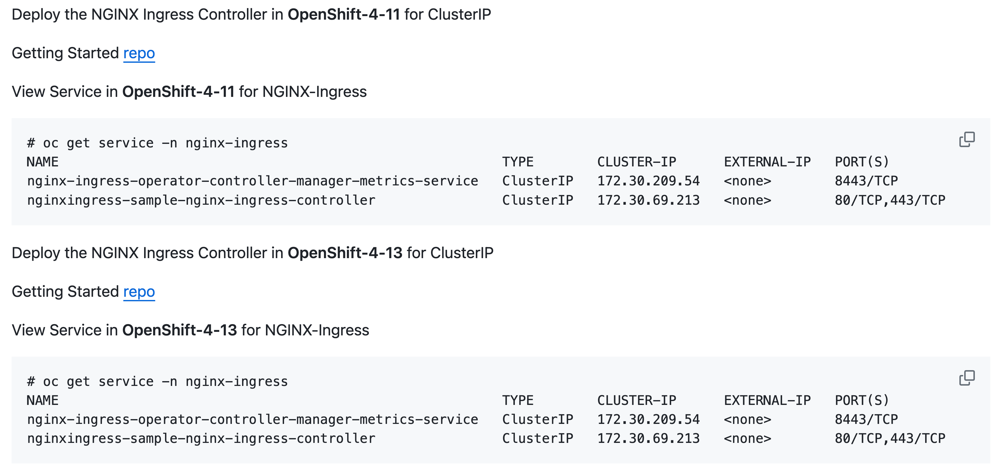 Deploy the NGINX Ingress Controller in OpenShift-4-11 for ClusterIP
Getting Started repo
View Service in OpenShift-4-11 for NGINX-Ingress
# oc get service -n nginx-ingress
NAME                                                        TYPE        CLUSTER-IP      EXTERNAL-IP   PORT(S)
nginx-ingress-operator-controller-manager-metrics-service   ClusterIP   172.30.209.54   <none>        8443/TCP
nginxingress-sample-nginx-ingress-controller                ClusterIP   172.30.69.213   <none>        80/TCP,443/TCP
Deploy the NGINX Ingress Controller in OpenShift-4-13 for ClusterIP
Getting Started repo
View Service in OpenShift-4-13 for NGINX-Ingress
# oc get service -n nginx-ingress
NAME                                                        TYPE        CLUSTER-IP      EXTERNAL-IP   PORT(S)
nginx-ingress-operator-controller-manager-metrics-service   ClusterIP   172.30.209.54   <none>        8443/TCP
nginxingress-sample-nginx-ingress-controller                ClusterIP   172.30.69.213   <none>        80/TCP,443/TCP